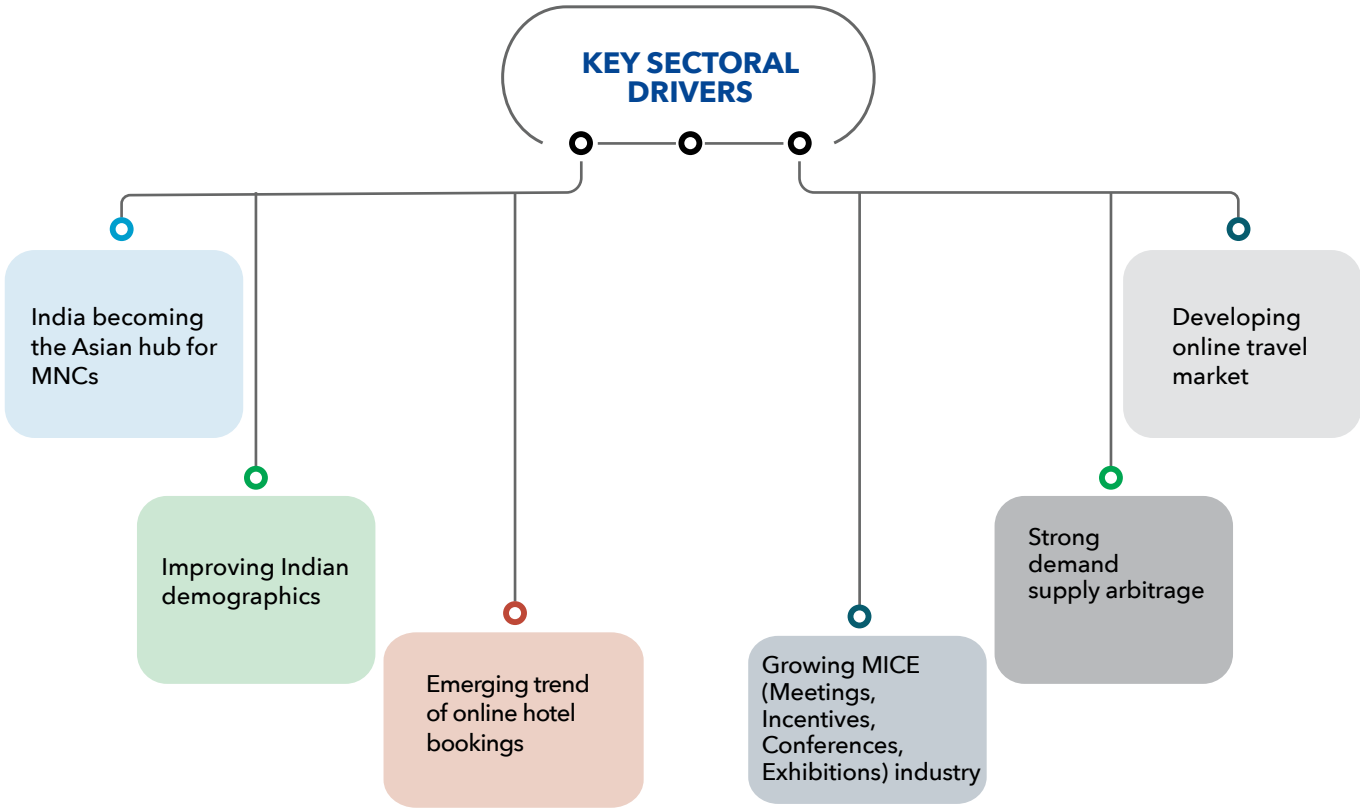 KEY SECTORAL
DRIVERS
India becoming
the Asian hub for
MNCs
Improving Indian
demographics
Emerging trend
of online hotel
bookings
Growing MICE
(Meetings,
Incentives,
Conferences,
Exhibitions) industry
Strong
demand
supply arbitrage
Developing
online travel
market